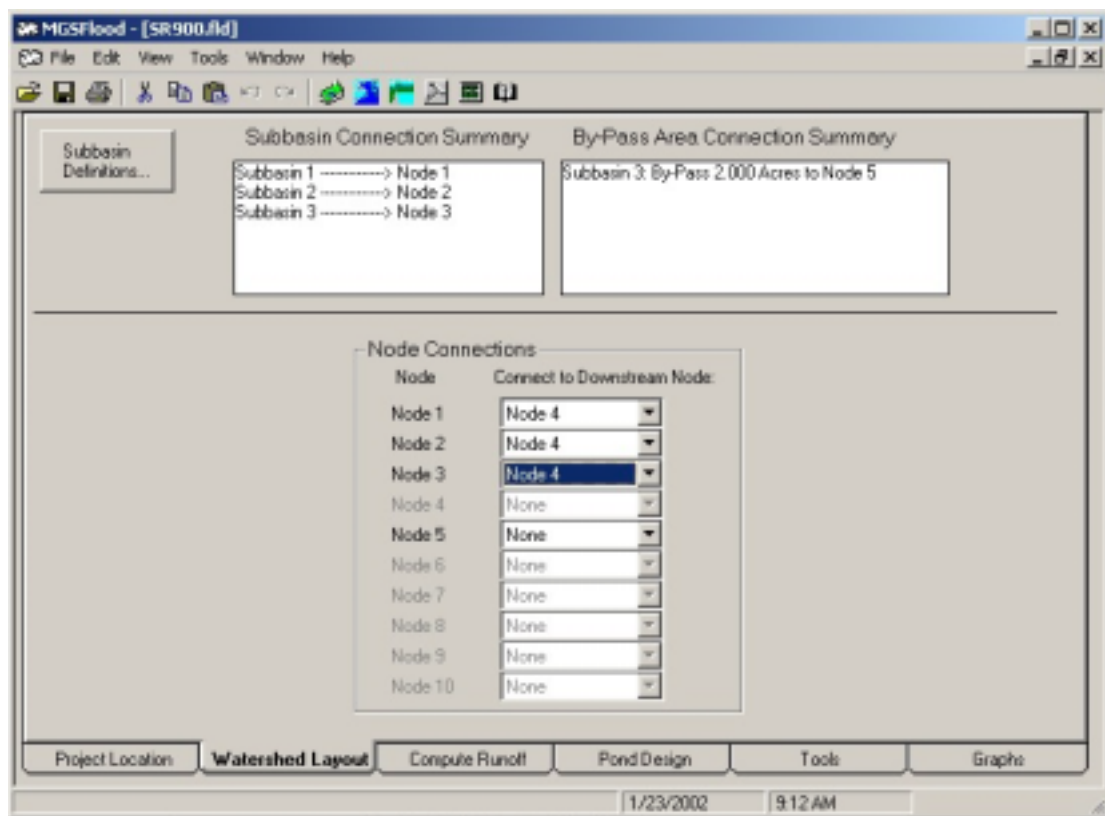 MGSFlood - [SR900.fld]
File Edit View Tools Window Help
Subbasin Definitions...
Subbasin Connection Summary
Subbasin 1 -----------> Node 1
Subbasin 2 -----------> Node 2
Subbasin 3 -----------> Node 3
By-Pass Area Connection Summary
Subbasin 3: By-Pass 2.000 Acres to Node 5
Node Connections
Node Connect to Downstream Node:
Node 1 Node 4
Node 2 Node 4
Node 3 Node 4
Node 4 None
Node 5 None
Node 6 None
Node 7 None
Node 8 None
Node 9 None
Node 10 None
Project Location Watershed Layout Compute Runoff Pond Design Tools Graphs
1/23/2002 9:12 AM